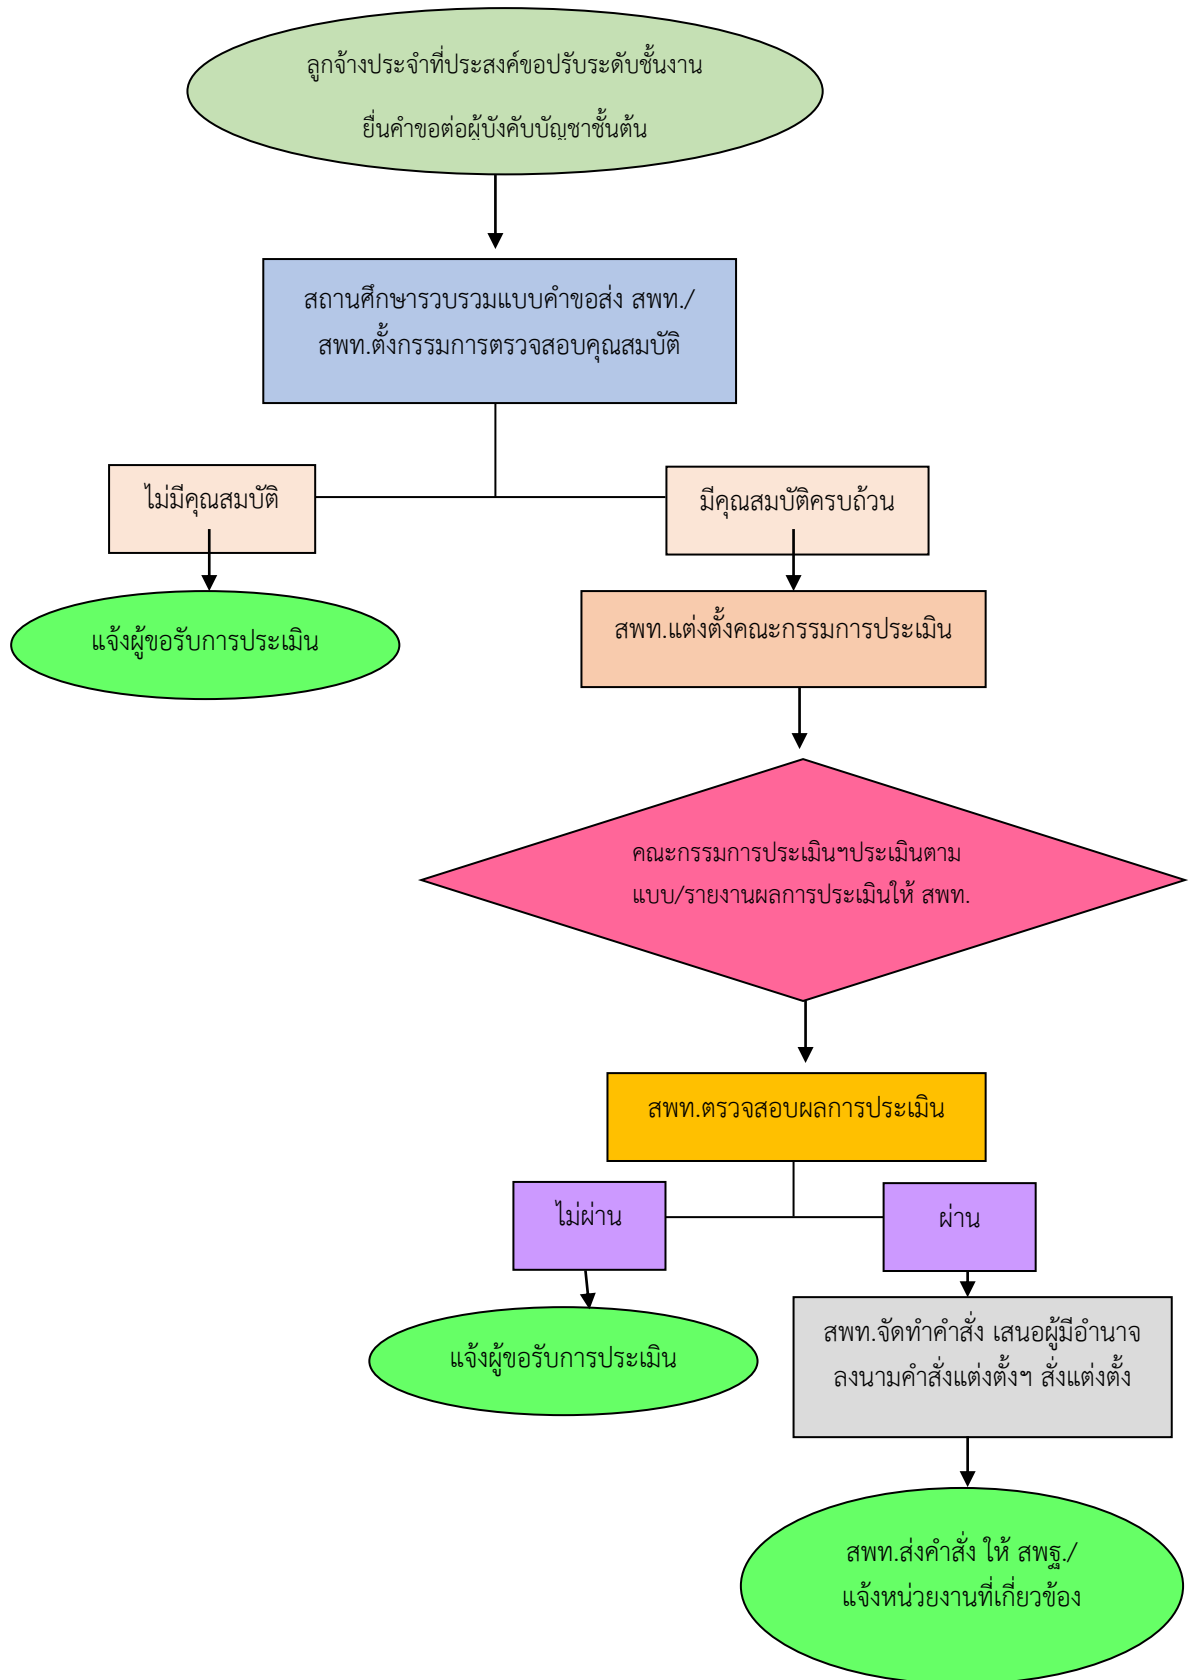 ลูกจ้างประจำที่ประสงค์ขอปรับระดับชั้นงาน
ยื่นคำขอต่อผู้บังคับบัญชาชั้นต้น
สถานศึกษารวบรวมแบบคำขอส่ง สพท./
สพท.ตั้งกรรมการตรวจสอบคุณสมบัติ
ไม่มีคุณสมบัติ
มีคุณสมบัติครบถ้วน
แจ้งผู้ขอรับการประเมิน
สพท.แต่งตั้งคณะกรรมการประเมิน
คณะกรรมการประเมินฯประเมินตาม
แบบ/รายงานผลการประเมินให้ สพท.
สพท.ตรวจสอบผลการประเมิน
ไม่ผ่าน
ผ่าน
แจ้งผู้ขอรับการประเมิน
สพท.จัดทำคำสั่ง เสนอผู้มีอำนาจ
ลงนามคำสั่งแต่งตั้งฯ สั่งแต่งตั้ง
สพท.ส่งคำสั่ง ให้ สพฐ./
แจ้งหน่วยงานที่เกี่ยวข้อง